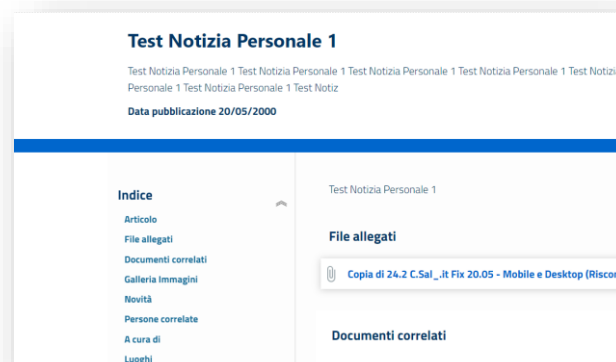 Test Notizia Personale 1
Test Notizia Personale 1 Test Notizia Personale 1 Test Notizia Personale 1 Test Notizia Personale 1 Test
Personale 1 Test Notizia Personale 1 Test Notiz
Data pubblicazione 20/05/2000
Indice
Articolo
File allegati
Documenti correlati
Galleria Immagini
Novità
Persone correlate
A cura di
Luoghi
Test Notizia Personale 1
File allegati
Copia di 24.2 C.Sal_.it Fix 20.05 - Mobile e Desktop
Documenti correlati